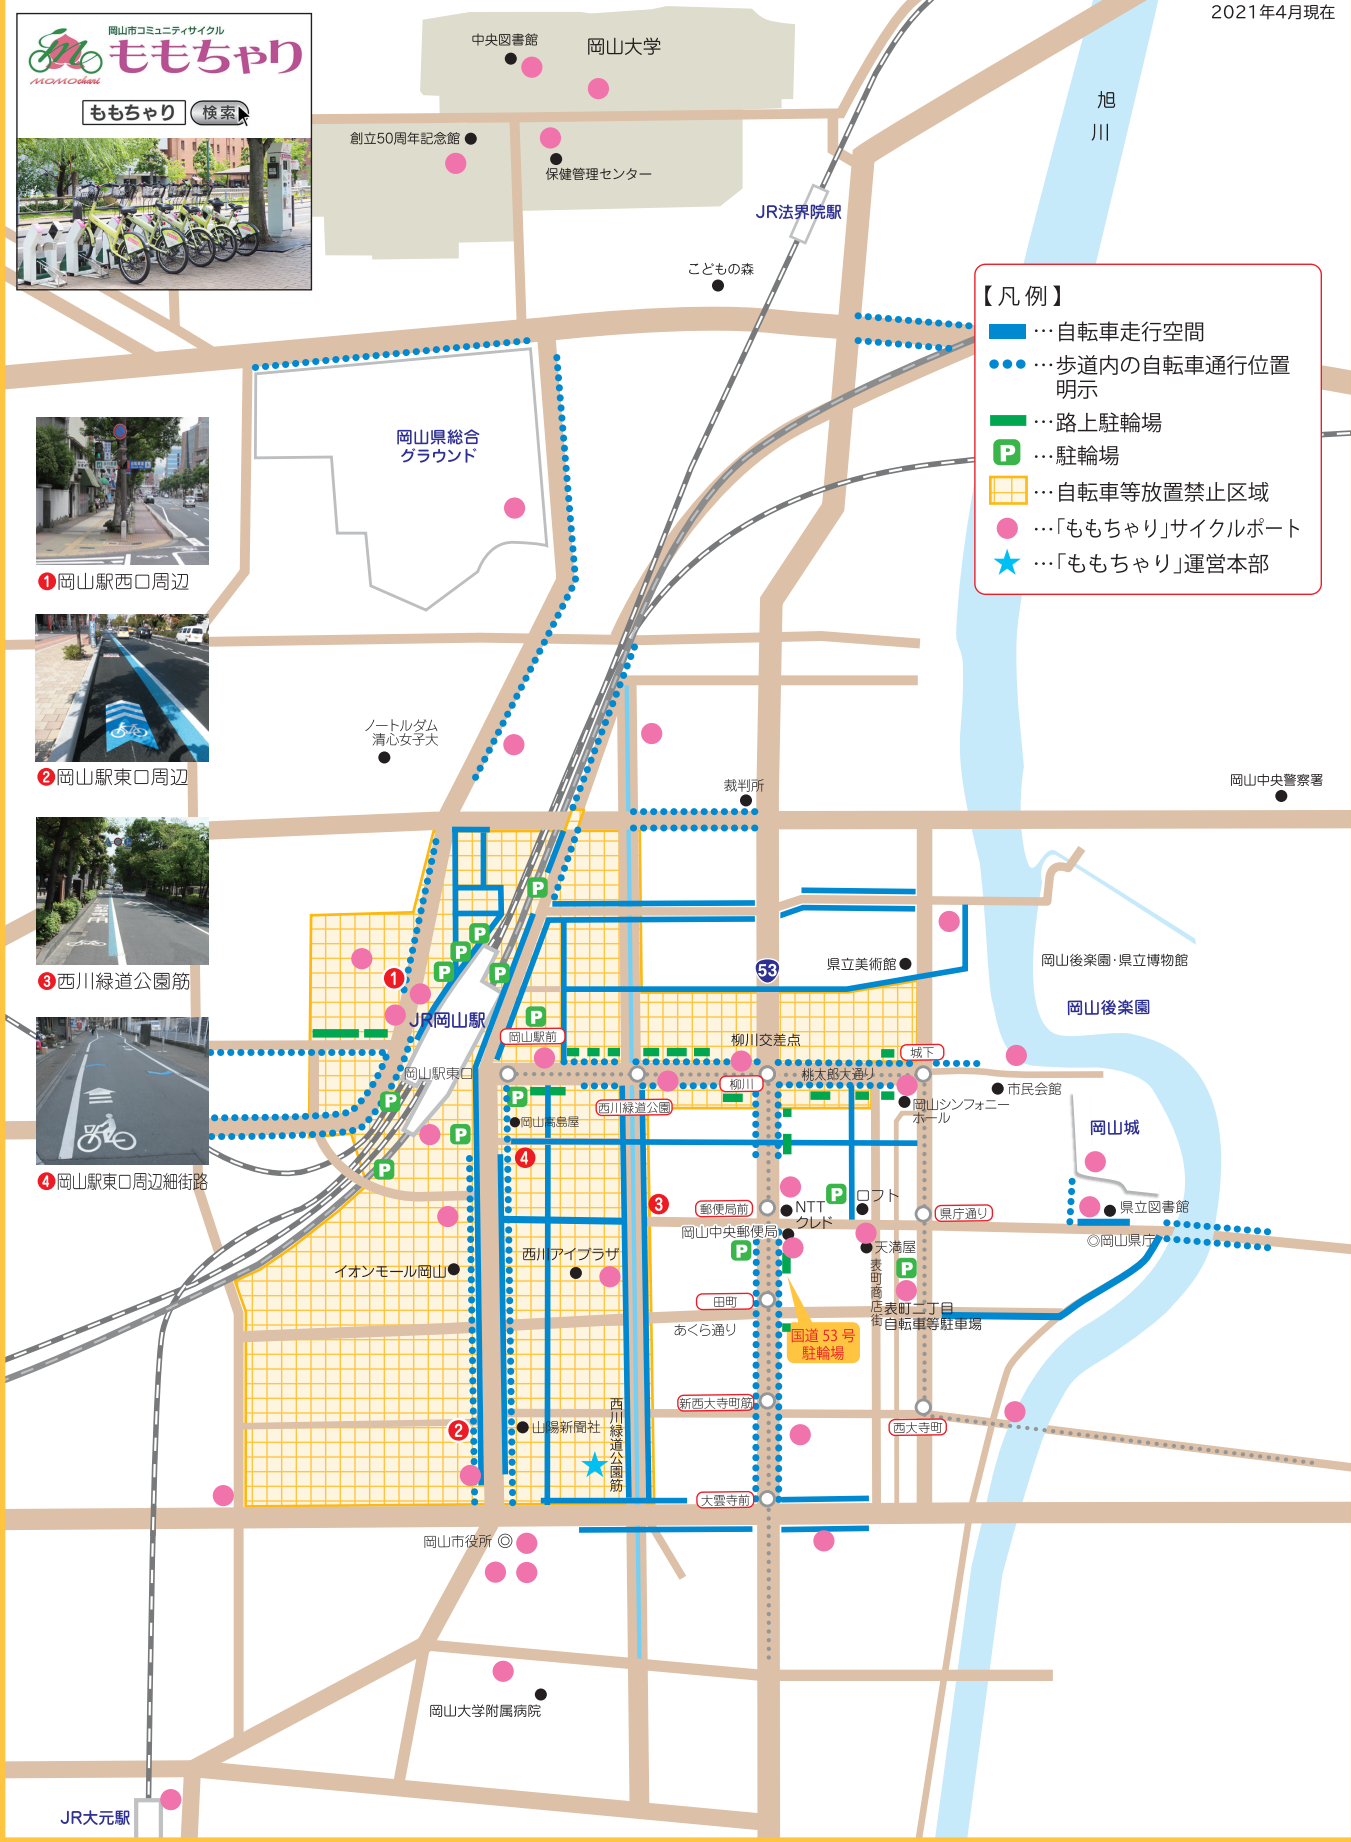 2021年4月現在
岡山市コミュニティサイクル
ももちゃり
MOMOchari
ももちゃり
検索
中央図書館
岡山大学
創立50周年記念館
保健管理センター
旭川
JR法界院駅
こどもの森
【凡例】
…自転車走行空間
…歩道内の自転車通行位置
明示
…路上駐輪場
P …駐輪場
…自転車等放置禁止区域
…「ももちゃり」サイクルポート
…「ももちゃり」運営本部
岡山県総合
グラウンド
1 岡山駅西口周辺
2 岡山駅東口周辺
3 西川緑道公園筋
4 岡山駅東口周辺細街路
ノートルダム
清心女子大
裁判所
岡山中央警察署
P
P
P
P
P
1
53
県立美術館
岡山後楽園・県立博物館
岡山後楽園
JR岡山駅
P
岡山駅前
柳川交差点
城下
岡山駅東口
柳川
桃太郎大通り
市民会館
P
P
西川緑道公園
岡山シンフォニー
ホール
岡山高島屋
岡山城
P
P
4
3
P
ロフト
郵便局前
NTT
クレド
県庁通り
県立図書館
岡山中央郵便局
◎岡山県庁
P
天満屋
西川アイプラザ
イオンモール岡山
P
表町商店街
田町
表町二丁目
自転車等駐車場
あくら通り
国道53号
駐輪場
新西大寺町筋
西大寺町
2
山陽新聞社
西川緑道公園筋
大雲寺前
岡山市役所◎
岡山大学附属病院
JR大元駅